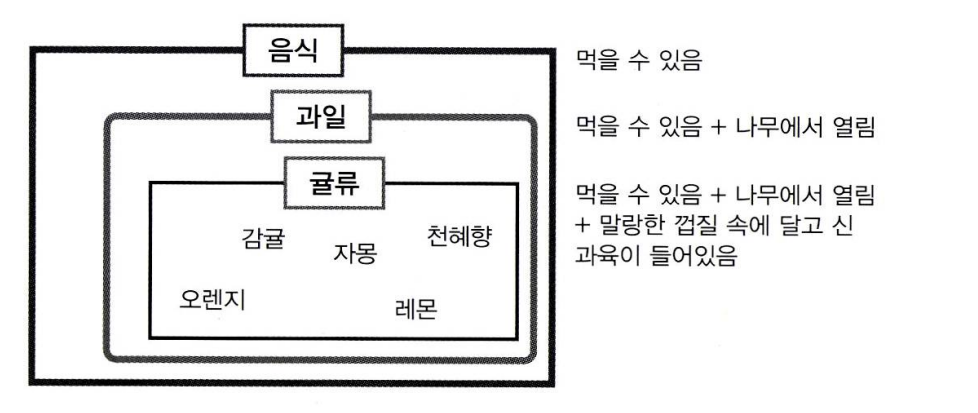 음식
먹을 수 있음
과일
먹을 수 있음 + 나무에서 열림
귤류
먹을 수 있음 + 나무에서 열림
+ 말랑한 껍질 속에 달고 신
과육이 들어있음
감귤
자몽
천혜향
오렌지
레몬